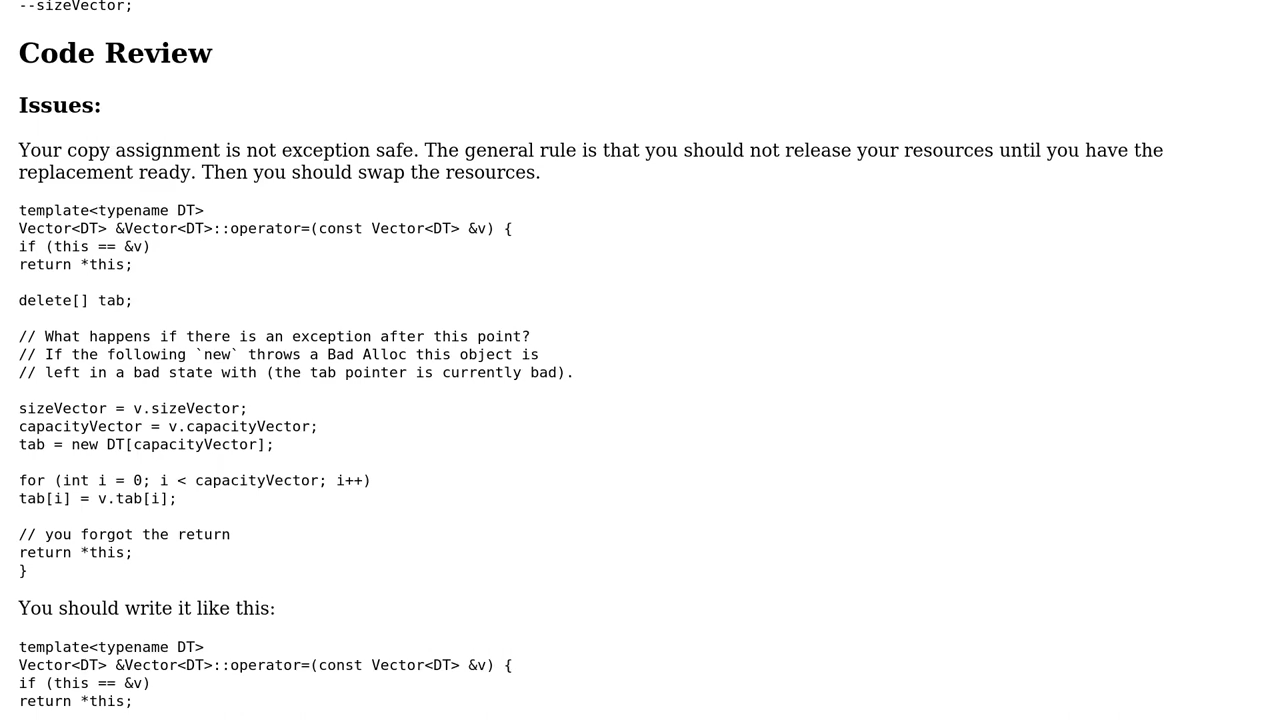 --sizeVector;
Code Review
Issues:
Your copy assignment is not exception safe. The general rule is that you should not release your resources until you have the
replacement ready. Then you should swap the resources.
template<typename DT>
Vector<DT> &Vector<DT>::operator=(const Vector<DT> &v) {
if (this == &v)
return *this;
delete[] tab;
// What happens if there is an exception after this point?
// If the following `new` throws a Bad Alloc this object is
// left in a bad state with (the tab pointer is currently bad).
sizeVector = v.sizeVector;
capacityVector = v.capacityVector;
tab = new DT[capacityVector];
for (int i = 0; i < capacityVector; i++)
tab[i] = v.tab[i];
// you forgot the return
return *this;
}
You should write it like this:
template<typename DT>
Vector<DT> &Vector<DT>::operator=(const Vector<DT> &v) {
if (this == &v)
return *this;